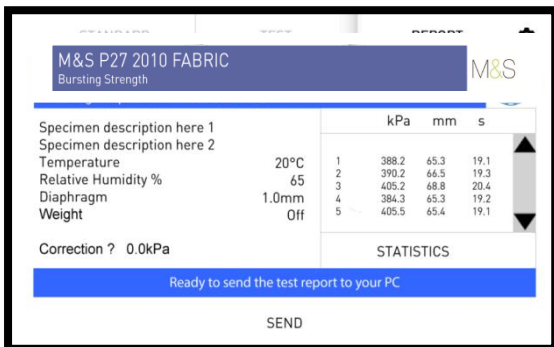 M&S P27 2010 FABRIC
Bursting Strength
M&S
Specimen description here 1
Specimen description here 2
Temperature 20°C
Relative Humidity % 65
Diaphragm 1.0mm
Weight Off
Correction ? 0.0kPa
kPa mm s
1 388.2 65.3 19.1
2 390.2 66.5 19.3
3 405.2 68.8 20.4
4 384.3 65.3 19.2
5 405.5 65.4 19.1
STATISTICS
Ready to send the test report to your PC
SEND